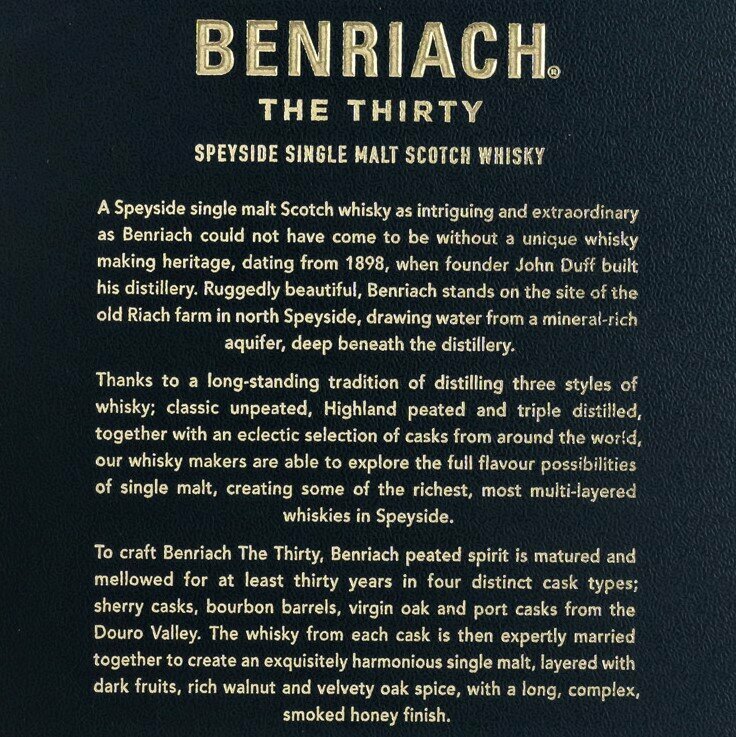 BENRIACH®
THE THIRTY
SPEYSIDE SINGLE MALT SCOTCH WHISKY
A Speyside single malt Scotch whisky as intriguing and extraordinary
as Benriach could not have come to be without a unique whisky
making heritage, dating from 1898, when founder John Duff built
his distillery. Ruggedly beautiful, Benriach stands on the site of the
old Riach farm in north Speyside, drawing water from a mineral-rich
aquifer, deep beneath the distillery.
Thanks to a long-standing tradition of distilling three styles of
whisky; classic unpeated, Highland peated and triple distilled,
together with an eclectic selection of casks from around the world,
our whisky makers are able to explore the full flavour possibilities
of single malt, creating some of the richest, most multi-layered
whiskies in Speyside.
To craft Benriach The Thirty, Benriach peated spirit is matured and
mellowed for at least thirty years in four distinct cask types;
sherry casks, bourbon barrels, virgin oak and port casks from the
Douro Valley. The whisky from each cask is then expertly married
together to create an exquisitely harmonious single malt, layered with
dark fruits, rich walnut and velvety oak spice, with a long, complex,
smoked honey finish.